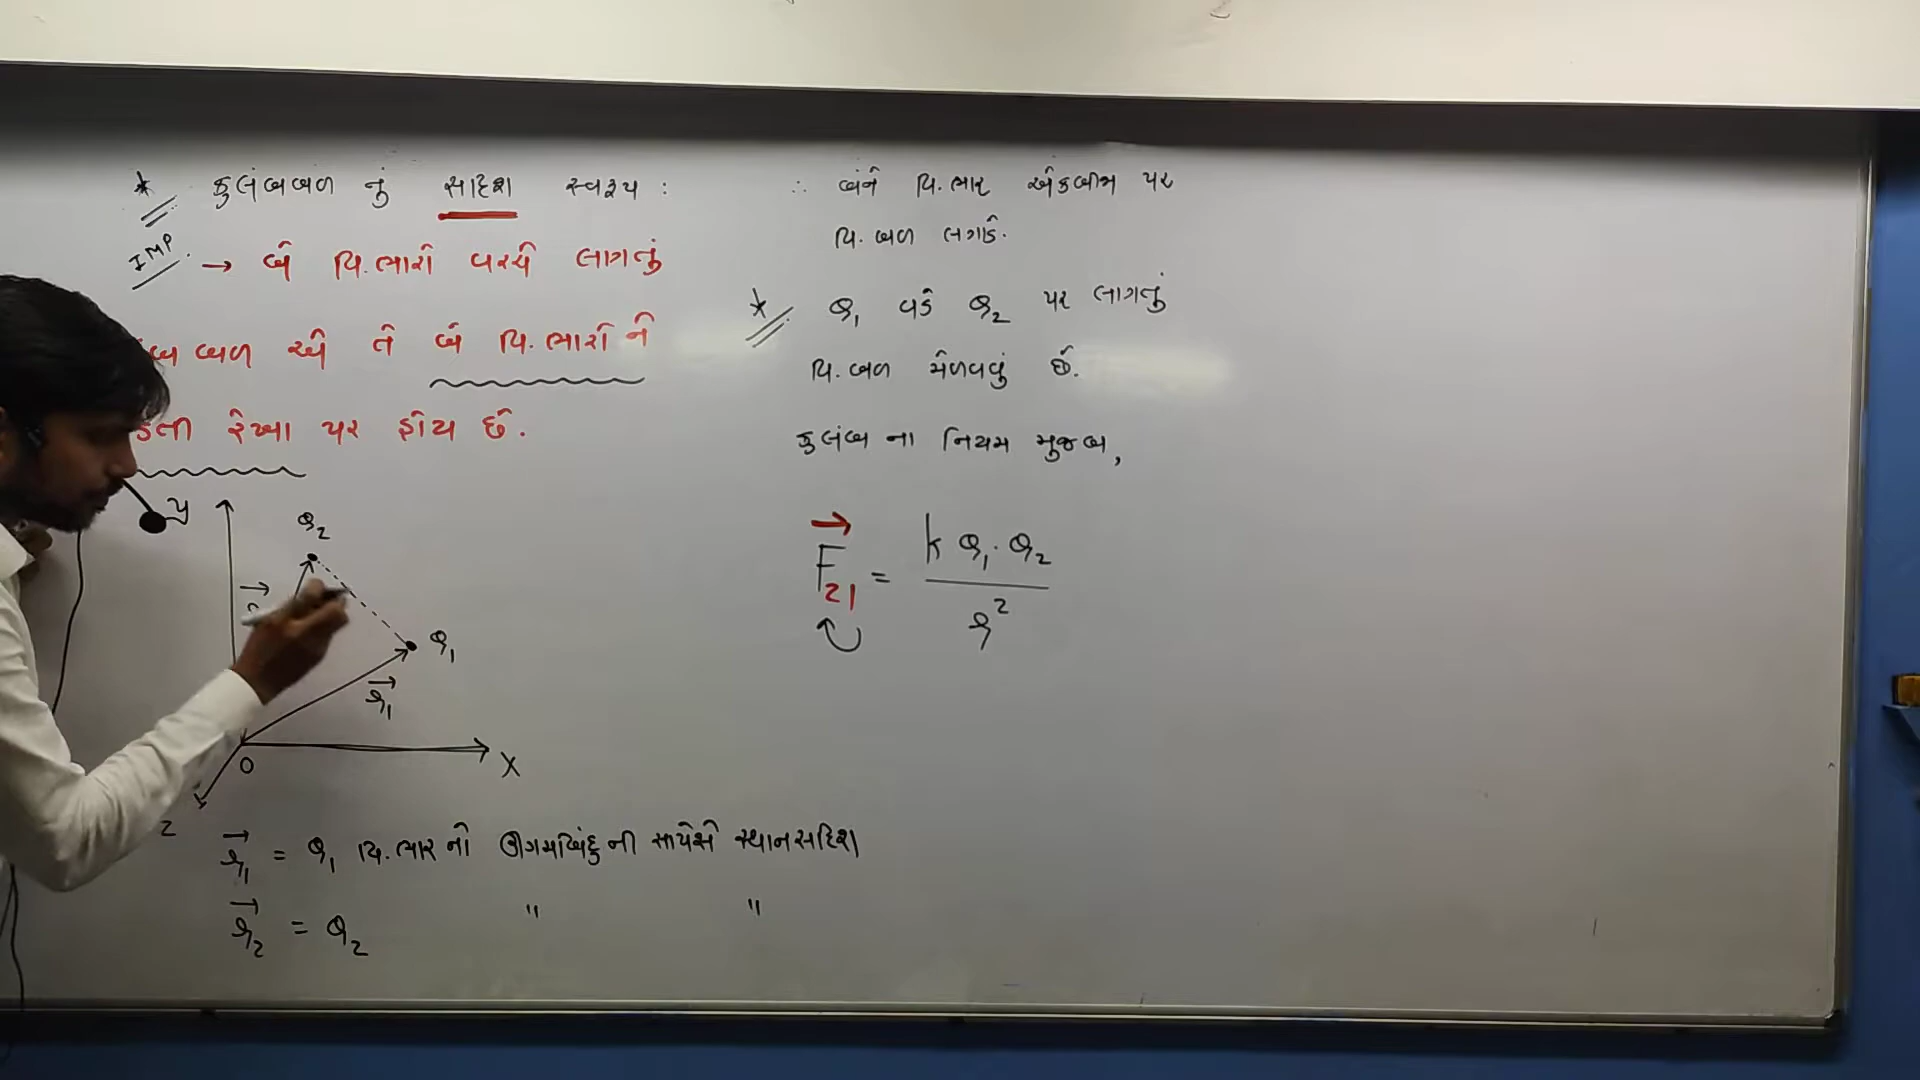 * કુલંબબળ નું સદિશ સ્વરૂપ :
IMP.
→ બે વિ.ભારો વચ્ચે લાગતું
બળ એ તે બે વિ.ભારોને
રેખા પર હોય છે.
y
Q₂
Q₁
r₁
O
X
Z
r₁ = Q₁ વિ.ભારનો ઊગમબિંદુની સાપેક્ષે સ્થાનસદિશ
r₂ = Q₂ " "
∴ બંને વિ.ભાર એકબીજા પર
વિ.બળ લગાડે.
* Q₁ વડે Q₂ પર લાગતું
વિ.બળ મેળવવું છે.
કુલંબ ના નિયમ મુજબ,
F₂₁ = k Q₁·Q₂ / r²